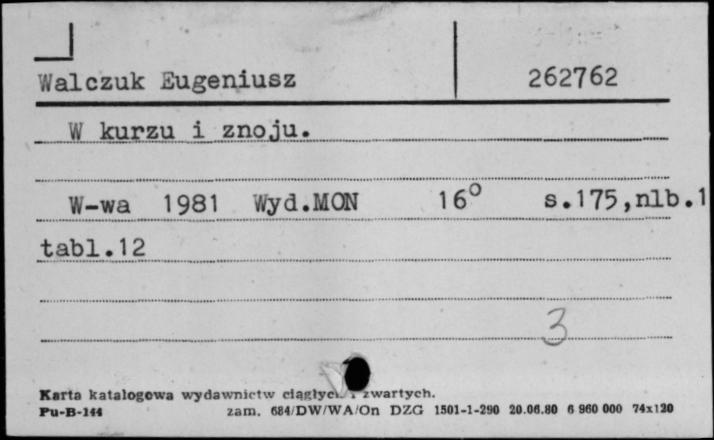 Walczuk Eugeniusz 262762
W kurzu i znoju.
W-wa 1981 Wyd.MON 16° s.175,nlb.1
tabl.12
3
Karta katalogowa wydawnictw ciągłych i zwartych.
Pu-B-144 zam. 684/DW/WA/On DZG 1501-1-290 20.06.80 6 960 000 74x120